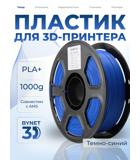 ПЛАСТИК
ДЛЯ 3D-ПРИНТЕРА
PLA+
1000g
Совместим
с AMS
BYNET
3D
Темно-синий